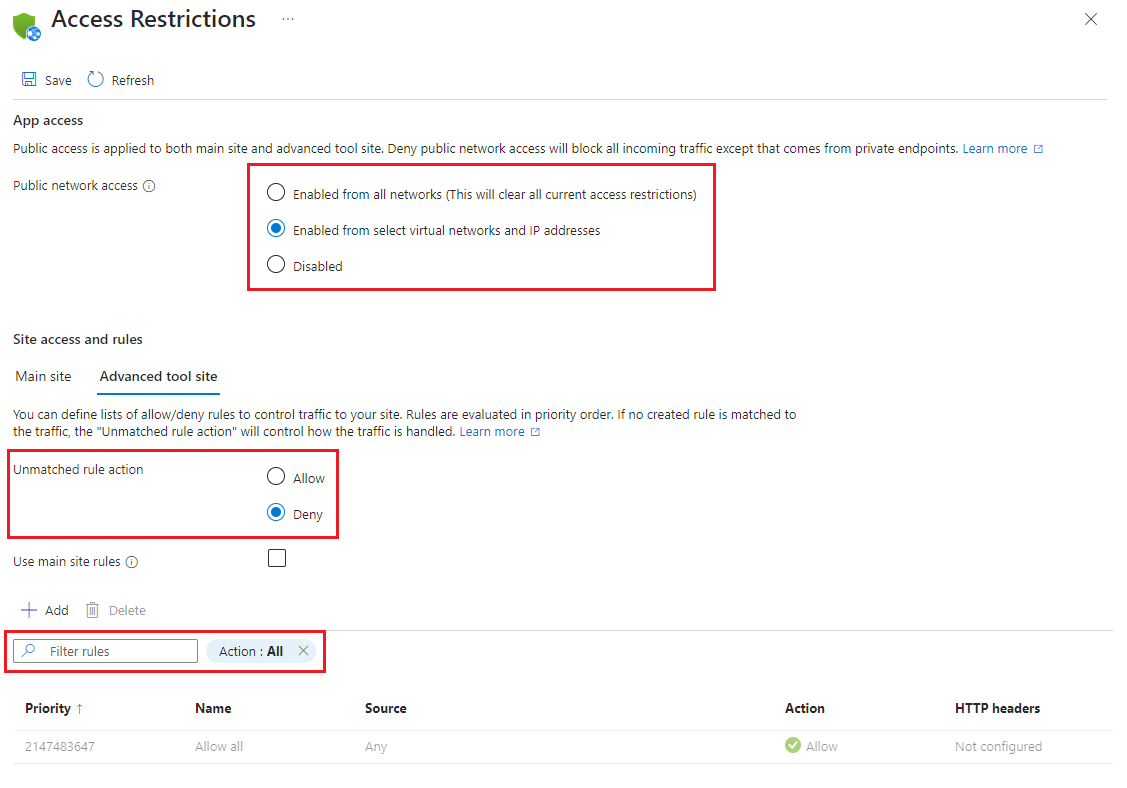 Access Restrictions ...
Save Refresh
App access
Public access is applied to both main site and advanced tool site. Deny public network access will block all incoming traffic except that comes from private endpoints. Learn more
Public network access
Enabled from all networks (This will clear all current access restrictions)
Enabled from select virtual networks and IP addresses
Disabled
Site access and rules
Main site Advanced tool site
You can define lists of allow/deny rules to control traffic to your site. Rules are evaluated in priority order. If no created rule is matched to
the traffic, the "Unmatched rule action" will control how the traffic is handled. Learn more
Unmatched rule action
Allow
Deny
Use main site rules
Add Delete
Filter rules Action : All
Priority ↑ Name Source Action HTTP headers
2147483647 Allow all Any Allow Not configured